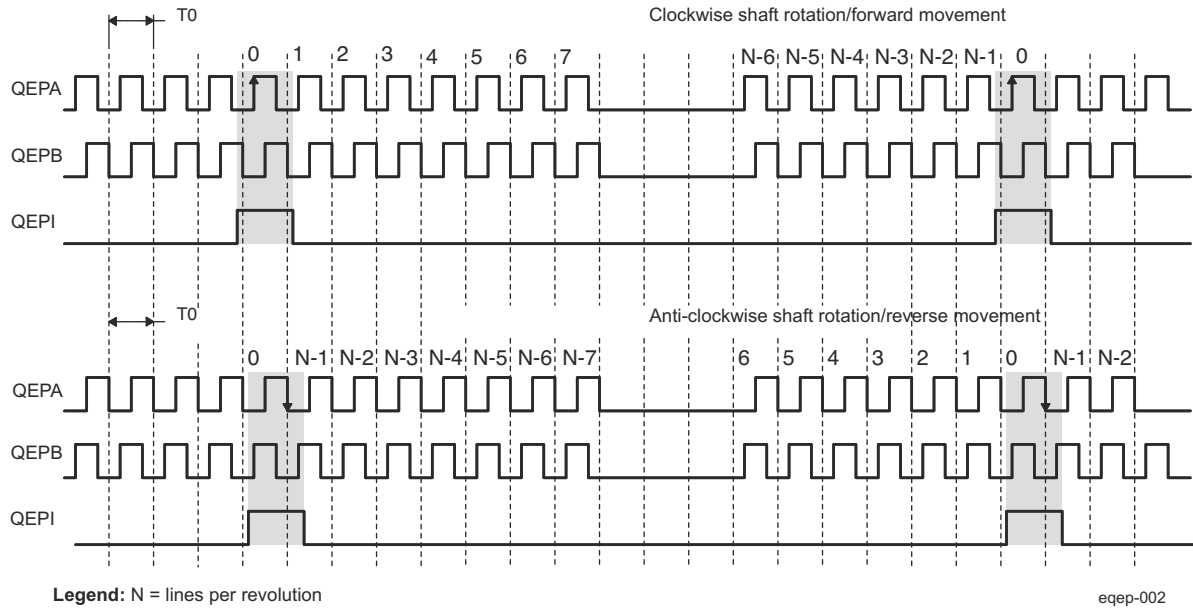 T0
Clockwise shaft rotation/forward movement
0 1 2 3 4 5 6 7 N-6 N-5 N-4 N-3 N-2 N-1 0
QEPA
QEPB
QEPI
T0
Anti-clockwise shaft rotation/reverse movement
0 N-1 N-2 N-3 N-4 N-5 N-6 N-7 6 5 4 3 2 1 0 N-1 N-2
QEPA
QEPB
QEPI
Legend: N = lines per revolution
eqep-002